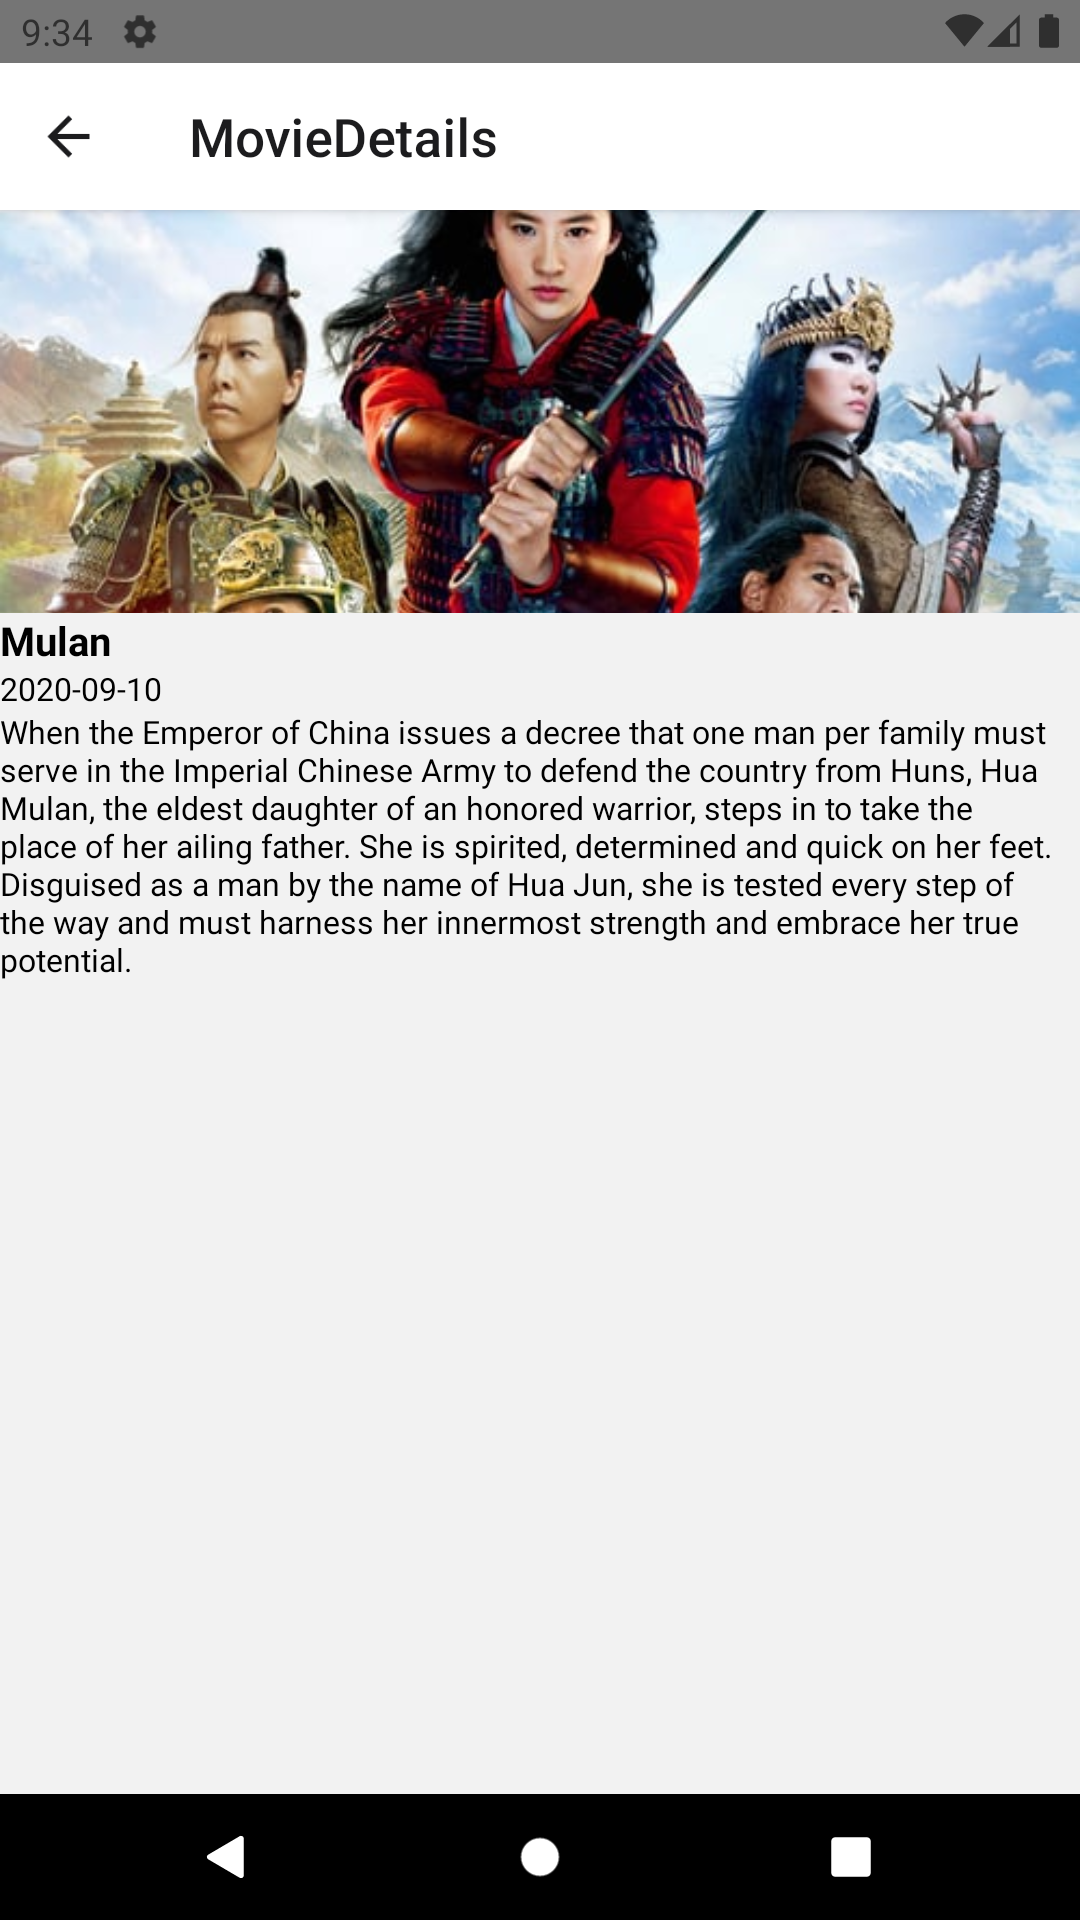 9:34
MovieDetails
Mulan
2020-09-10
When the Emperor of China issues a decree that one man per family must
serve in the Imperial Chinese Army to defend the country from Huns, Hua
Mulan, the eldest daughter of an honored warrior, steps in to take the
place of her ailing father. She is spirited, determined and quick on her feet.
Disguised as a man by the name of Hua Jun, she is tested every step of
the way and must harness her innermost strength and embrace her true
potential.